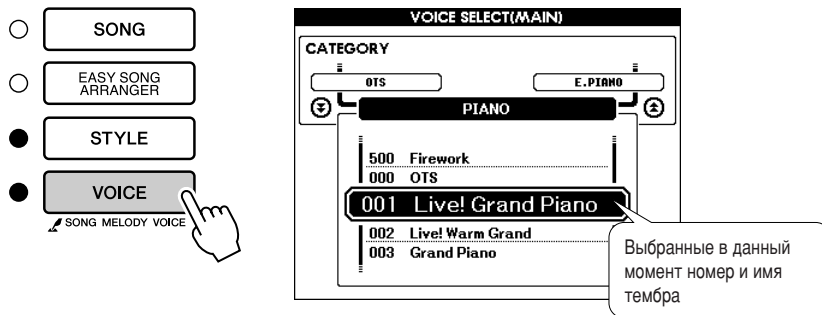 SONG
EASY SONG
ARRANGER
STYLE
VOICE
SONG MELODY VOICE
VOICE SELECT(MAIN)
CATEGORY
OTS
E.PIANO
PIANO
500 Firework
000 OTS
001 Live! Grand Piano
002 Live! Warm Grand
003 Grand Piano
Выбранные в данный
момент номер и имя
тембра